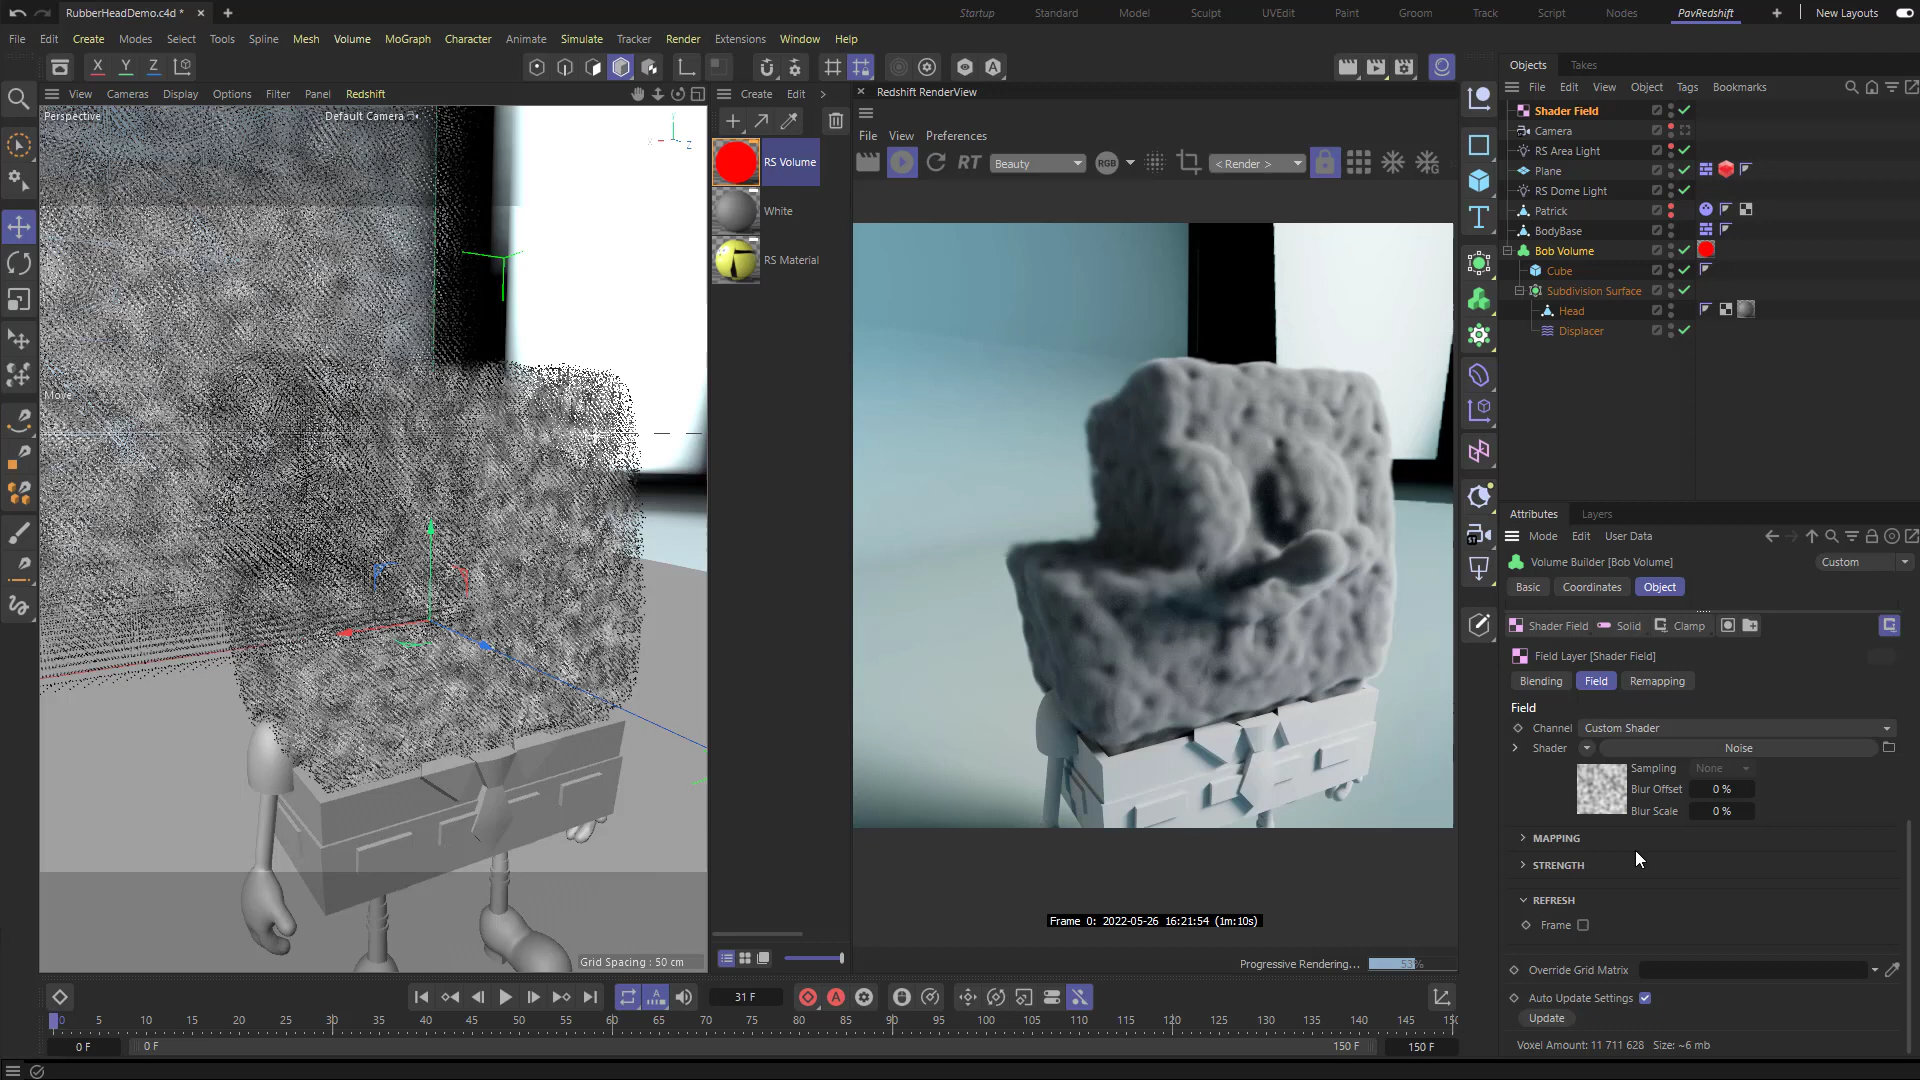 RubberHeadDemo.c4d *
Startup Standard Model Sculpt UVEdit Paint Groom Track Script Nodes PavRedshift New Layouts
File Edit Create Modes Select Tools Spline Mesh Volume MoGraph Character Animate Simulate Tracker Render Extensions Window Help
X Y Z
Objects Takes
File Edit View Object Tags Bookmarks
View Cameras Display Options Filter Panel Redshift
Create Edit
Redshift RenderView
Perspective
Default Camera
File View Preferences
RT Beauty RGB < Render >
RS Volume
White
RS Material
Shader Field
Camera
RS Area Light
Plane
RS Dome Light
Patrick
BodyBase
Bob Volume
Cube
Subdivision Surface
Head
Displacer
Move
Attributes Layers
Mode Edit User Data
Volume Builder [Bob Volume]
Custom
Basic Coordinates Object
Shader Field Solid Clamp
Field Layer [Shader Field]
Blending Field Remapping
Field
Channel Custom Shader
Shader Noise
Sampling None
Blur Offset 0 %
Blur Scale 0 %
MAPPING
STRENGTH
REFRESH
Frame
Override Grid Matrix
Auto Update Settings
Update
Voxel Amount: 11 711 628 Size: ~6 mb
Frame 0: 2022-05-26 16:21:54 (1m:10s)
Progressive Rendering... 53%
Grid Spacing : 50 cm
31 F
0 5 10 15 20 25 30 35 40 45 50 55 60 65 70 75 80 85 90 95 100 105 110 115 120 125 130 135 140 145
0 F 0 F 150 F 150 F